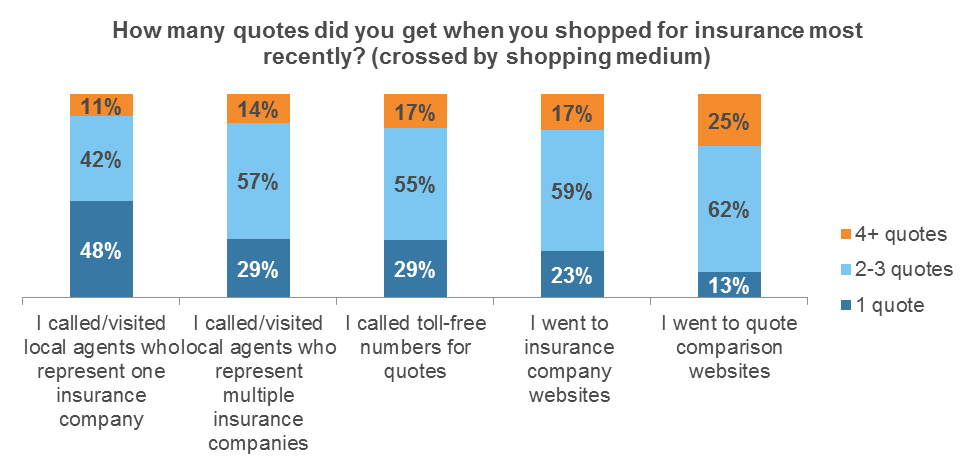 How many quotes did you get when you shopped for insurance most
recently? (crossed by shopping medium)
11%
14%
17%
17%
25%
42%
57%
55%
59%
62%
48%
29%
29%
23%
13%
4+ quotes
2-3 quotes
1 quote
I called/visited
local agents who
represent one
insurance
company
I called/visited
local agents who
represent
multiple
insurance
companies
I called toll-free
numbers for
quotes
I went to
insurance
company
websites
I went to quote
comparison
websites